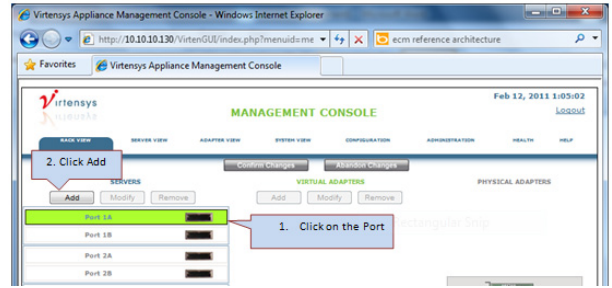 Virtensys Appliance Management Console - Windows Internet Explorer
http://10.10.10.130/VirtenGUI/index.php?menuid=me
ecm reference architecture
Favorites
Virtensys Appliance Management Console
Virtensys
MANAGEMENT CONSOLE
Feb 12, 2011 1:05:02
Logout
RACK VIEW SERVER VIEW ADAPTER VIEW SYSTEM VIEW CONFIGURATION ADMINISTRATION HEALTH HELP
2. Click Add
Confirm Changes Abandon Changes
SERVERS VIRTUAL ADAPTERS PHYSICAL ADAPTERS
Add Modify Remove Add Modify Remove
Port 1A
1. Click on the Port
Rectangular Snip
Port 1B
Port 2A
Port 2B